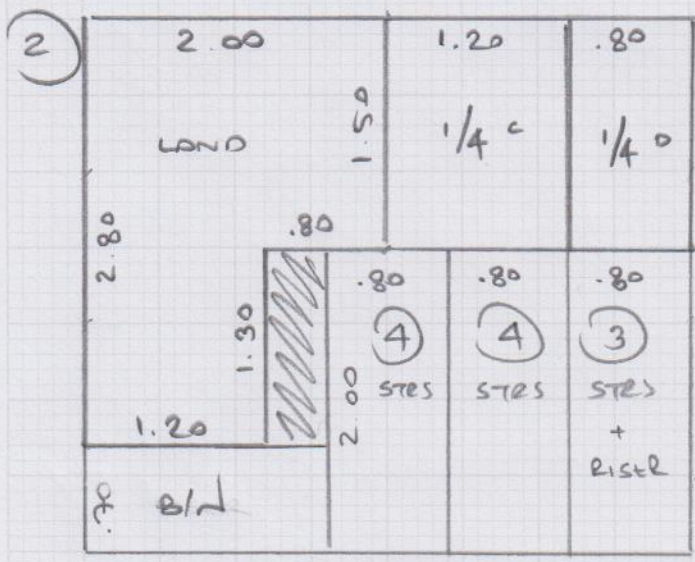 2
2.00
1.20
.80
LAND
1.50
1/4 C
1/4 D
.80
2.80
.80
.80
.80
4
4
3
1.30
2.00
STRS
STRS
STRS
+
RISER
1.20
.70
B/N